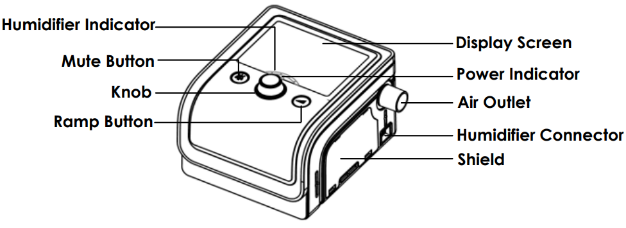 Humidifier Indicator
Mute Button
Knob
Ramp Button
Display Screen
Power Indicator
Air Outlet
Humidifier Connector
Shield